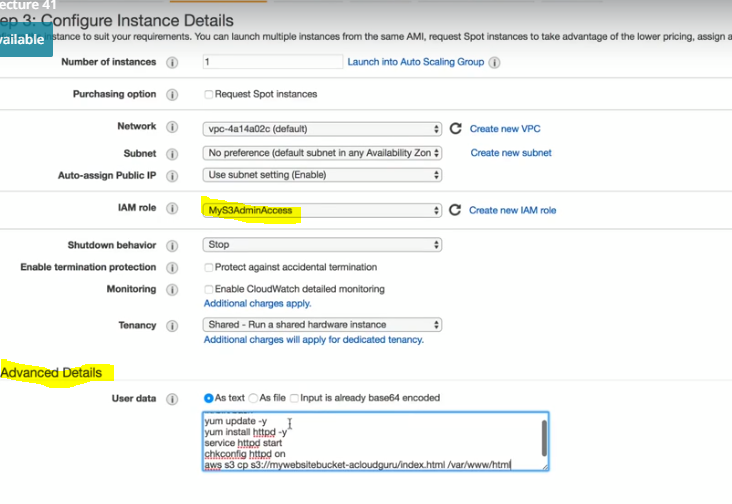 ecture 41
ep 3: Configure Instance Details
vailable
instance to suit your requirements. You can launch multiple instances from the same AMI, request Spot instances to take advantage of the lower pricing, assign a
Number of instances i 1 Launch into Auto Scaling Group i
Purchasing option i Request Spot instances
Network i vpc-4a14a02c (default) Create new VPC
Subnet i No preference (default subnet in any Availability Zon Create new subnet
Auto-assign Public IP i Use subnet setting (Enable)
IAM role i MyS3AdminAccess Create new IAM role
Shutdown behavior i Stop
Enable termination protection i Protect against accidental termination
Monitoring i Enable CloudWatch detailed monitoring
Additional charges apply.
Tenancy i Shared - Run a shared hardware instance
Additional charges will apply for dedicated tenancy.
Advanced Details
User data i As text As file Input is already base64 encoded
yum update -y
yum install httpd -y
service httpd start
chkconfig httpd on
aws s3 cp s3://mywebsitebucket-acloudguru/index.html /var/www/html